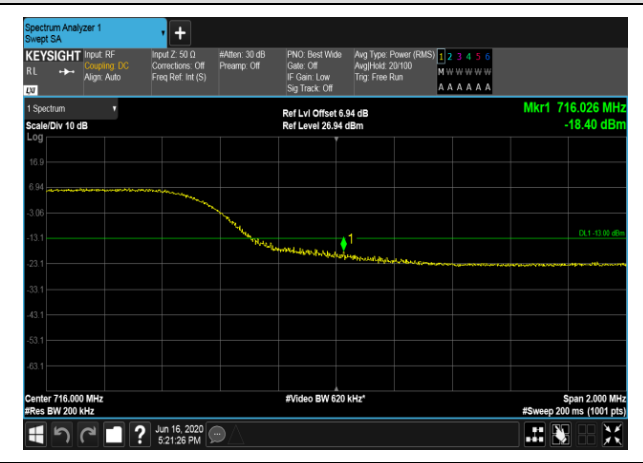 Spectrum Analyzer 1
Swept SA
+
KEYSIGHT Input: RF Input Z: 50 Ω #Atten: 30 dB PNO: Best Wide Avg Type: Power (RMS) 1 2 3 4 5 6
RL Coupling: DC Corrections: Off Preamp: Off Gate: Off Avg|Hold: 20/100 M W W W W W
Align: Auto Freq Ref: Int (S) IF Gain: Low Trig: Free Run
LXI Sig Track: Off A A A A A A
1 Spectrum Ref Lvl Offset 6.94 dB Mkr1 716.026 MHz
Scale/Div 10 dB Ref Level 26.94 dBm -18.40 dBm
Log
16.9
6.94
-3.06
-13.1 1 DL1 -13.00 dBm
-23.1
-33.1
-43.1
-53.1
-63.1
Center 716.000 MHz #Video BW 620 kHz* Span 2.000 MHz
#Res BW 200 kHz #Sweep 200 ms (1001 pts)
? Jun 16, 2020
5:21:26 PM